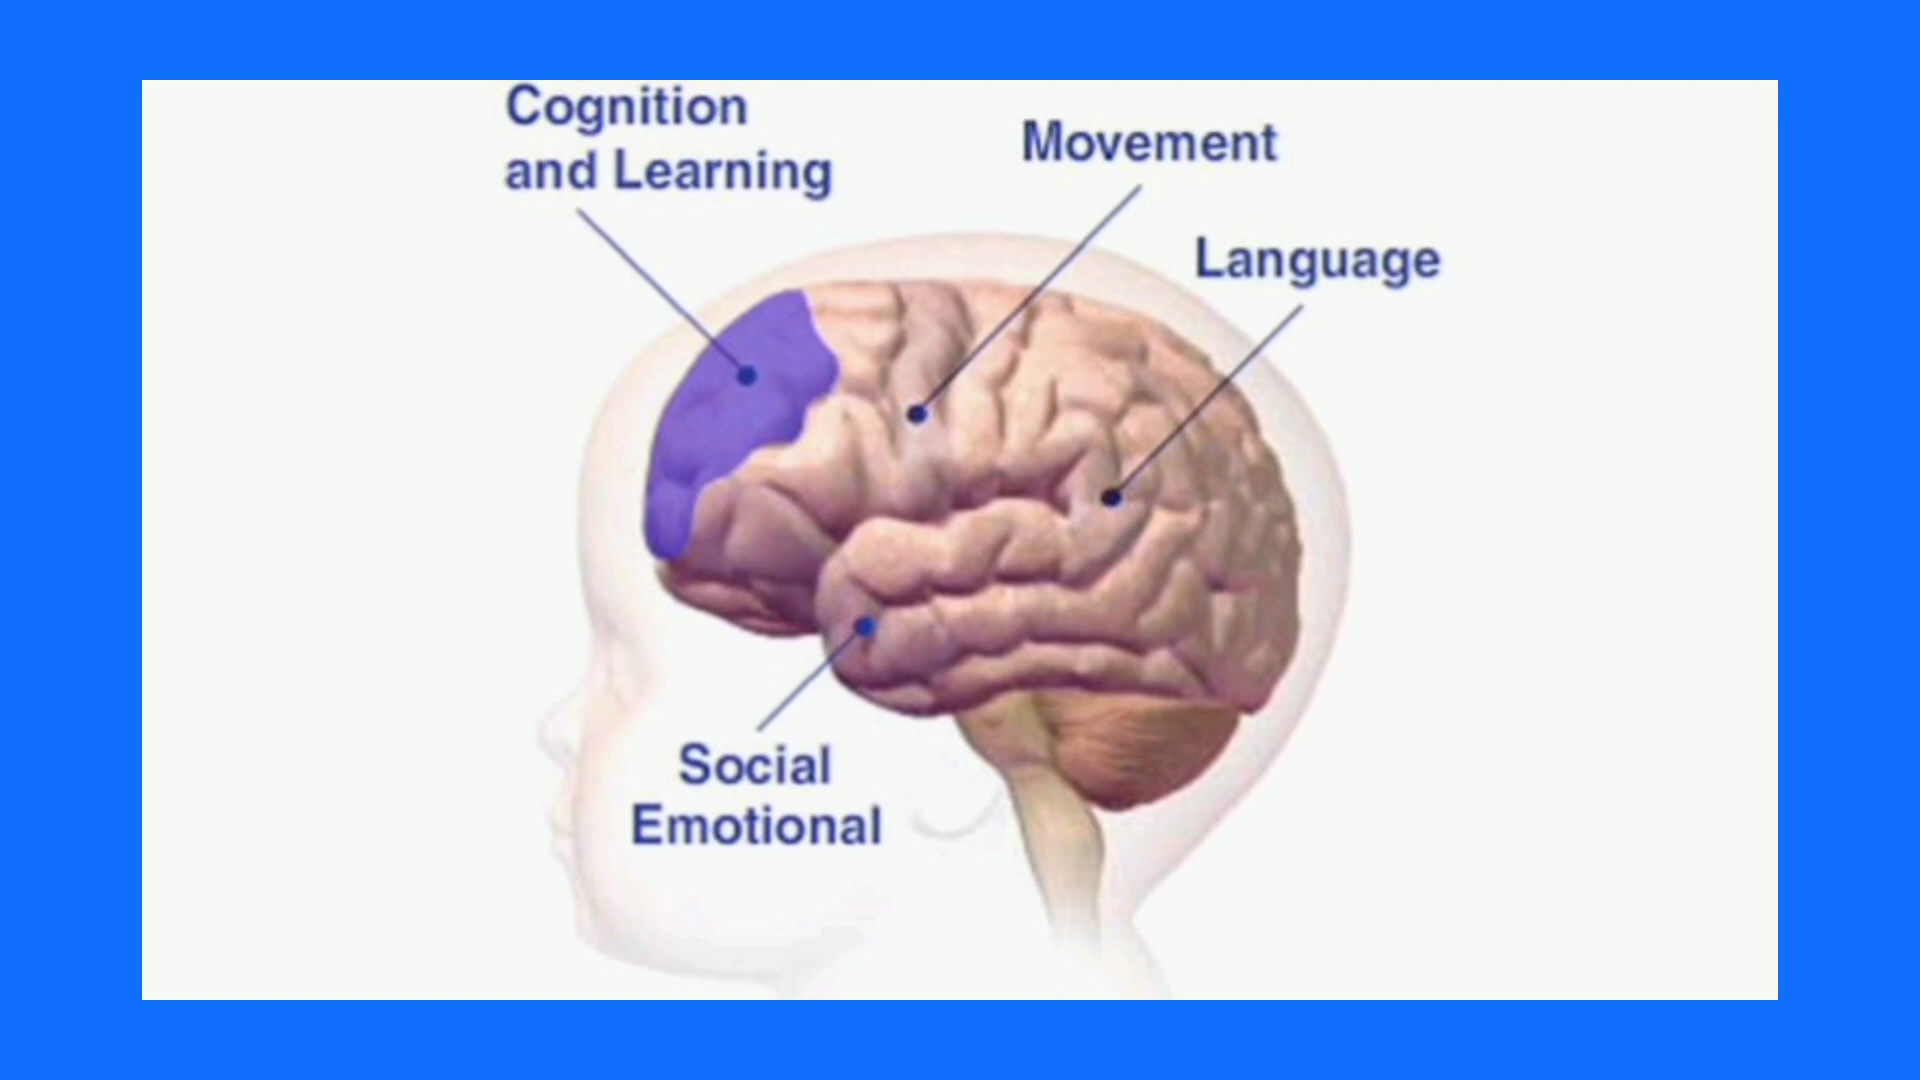 Cognition
and Learning
Movement
Language
Social
Emotional